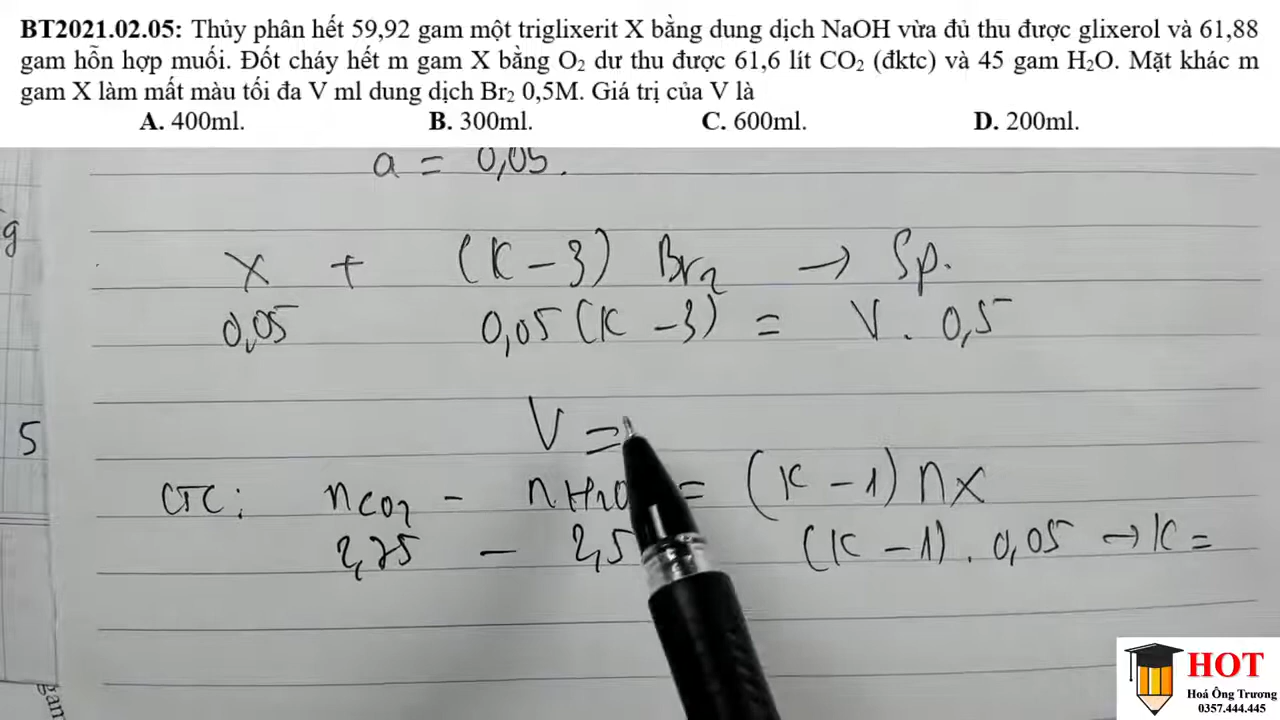 BT2021.02.05: Thủy phân hết 59,92 gam một triglixerit X bằng dung dịch NaOH vừa đủ thu được glixerol và 61,88
gam hỗn hợp muối. Đốt cháy hết m gam X bằng O₂ dư thu được 61,6 lít CO₂ (đktc) và 45 gam H₂O. Mặt khác m
gam X làm mất màu tối đa V ml dung dịch Br₂ 0,5M. Giá trị của V là
A. 400ml. B. 300ml. C. 600ml. D. 200ml.
a = 0,05.
g
X + (K-3) Br₂ → Sp.
0,05 0,05(K-3) = V. 0,5
V =
5
CTC: nCO₂ - nH₂O = (K-1) nX
2,75 - 2,5 (K-1). 0,05 → K =
gam
HOT
Hoá Ông Trương
0357.444.445